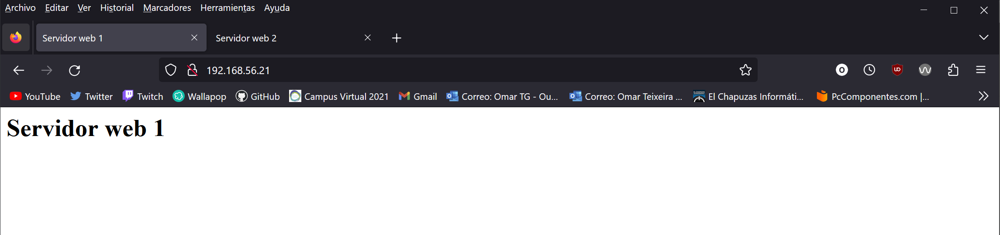 Archivo Editar Ver Historial Marcadores Herramientas Ayuda
Servidor web 1 Servidor web 2
192.168.56.21
YouTube Twitter Twitch Wallapop GitHub Campus Virtual 2021 Gmail Correo: Omar TG - Ou... Correo: Omar Teixeira ... El Chapuzas Informáti... PcComponentes.com |...
Servidor web 1